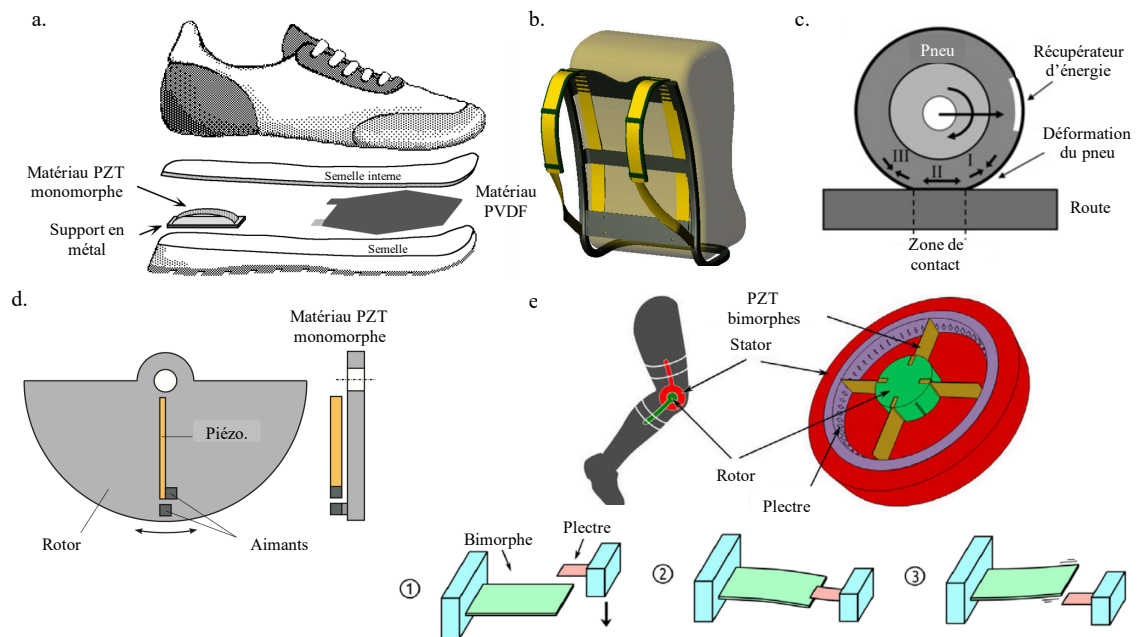 a.
Matériau PZT
monomorphe
Support en
métal
Semelle interne
Matériau
PVDF
Semelle
b.
c.
Pneu
Récupérateur
d'énergie
Déformation
du pneu
III
II
I
Route
Zone de
contact
d.
Matériau PZT
monomorphe
Piézo.
Rotor
Aimants
e.
PZT
bimorphes
Stator
Rotor
Plectre
Bimorphe
Plectre
1
2
3